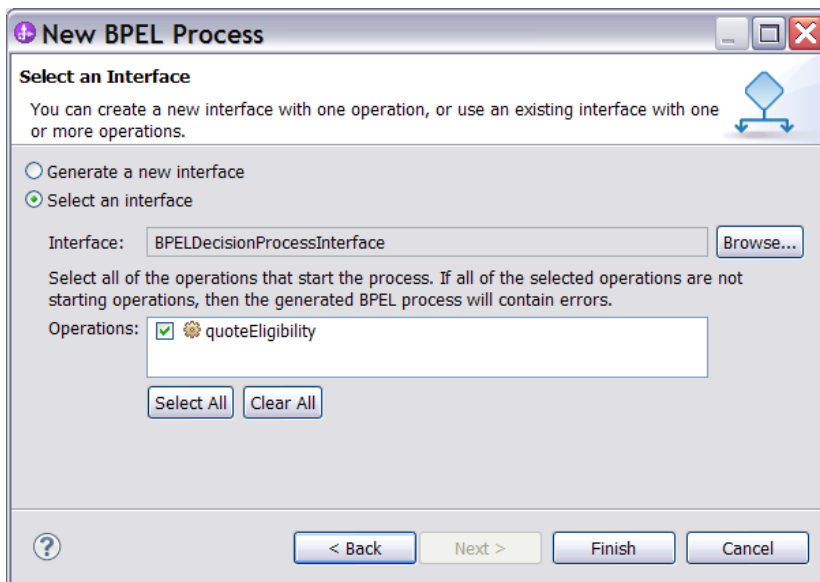 New BPEL Process
Select an Interface
You can create a new interface with one operation, or use an existing interface with one
or more operations.
Generate a new interface
Select an interface
Interface: BPELDecisionProcessInterface Browse...
Select all of the operations that start the process. If all of the selected operations are not
starting operations, then the generated BPEL process will contain errors.
Operations: quoteEligibility
Select All Clear All
? < Back Next > Finish Cancel